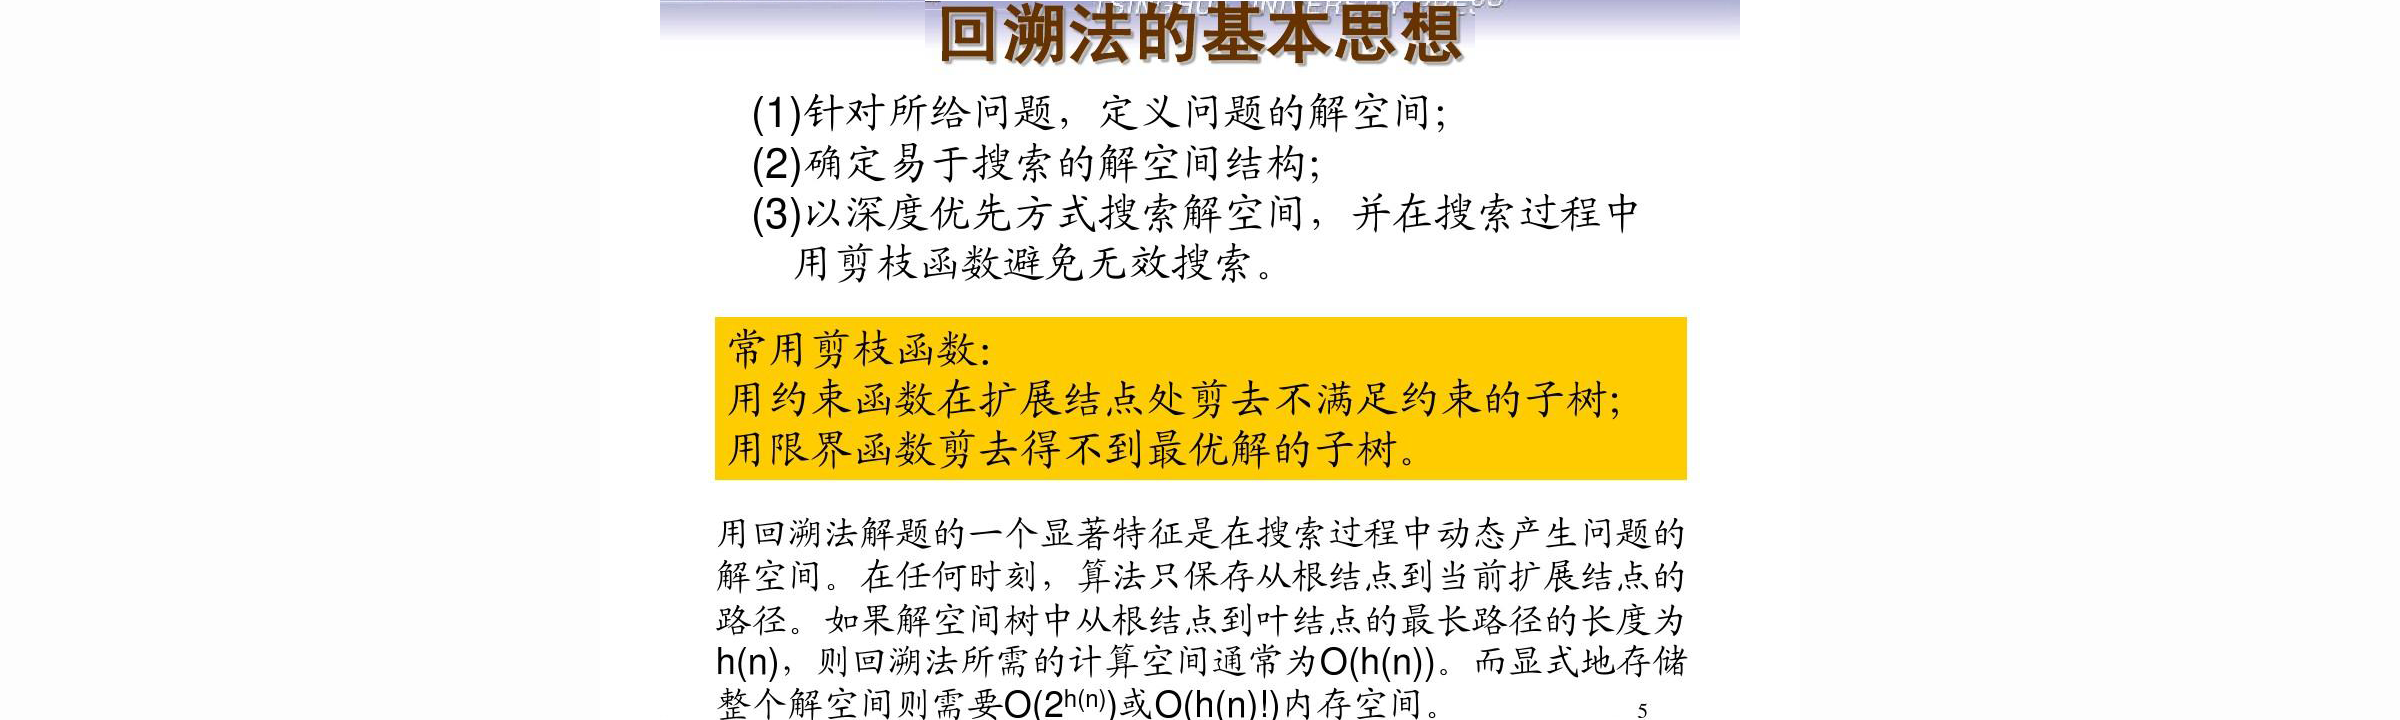 TSINGHUA UNIVERSITY PRESS
回溯法的基本思想
(1)针对所给问题，定义问题的解空间；
(2)确定易于搜索的解空间结构；
(3)以深度优先方式搜索解空间，并在搜索过程中
用剪枝函数避免无效搜索。
常用剪枝函数：
用约束函数在扩展结点处剪去不满足约束的子树；
用限界函数剪去得不到最优解的子树。
用回溯法解题的一个显著特征是在搜索过程中动态产生问题的
解空间。在任何时刻，算法只保存从根结点到当前扩展结点的
路径。如果解空间树中从根结点到叶结点的最长路径的长度为
h(n)，则回溯法所需的计算空间通常为O(h(n))。而显式地存储
整个解空间则需要O(2^h(n))或O(h(n)!)内存空间。
5